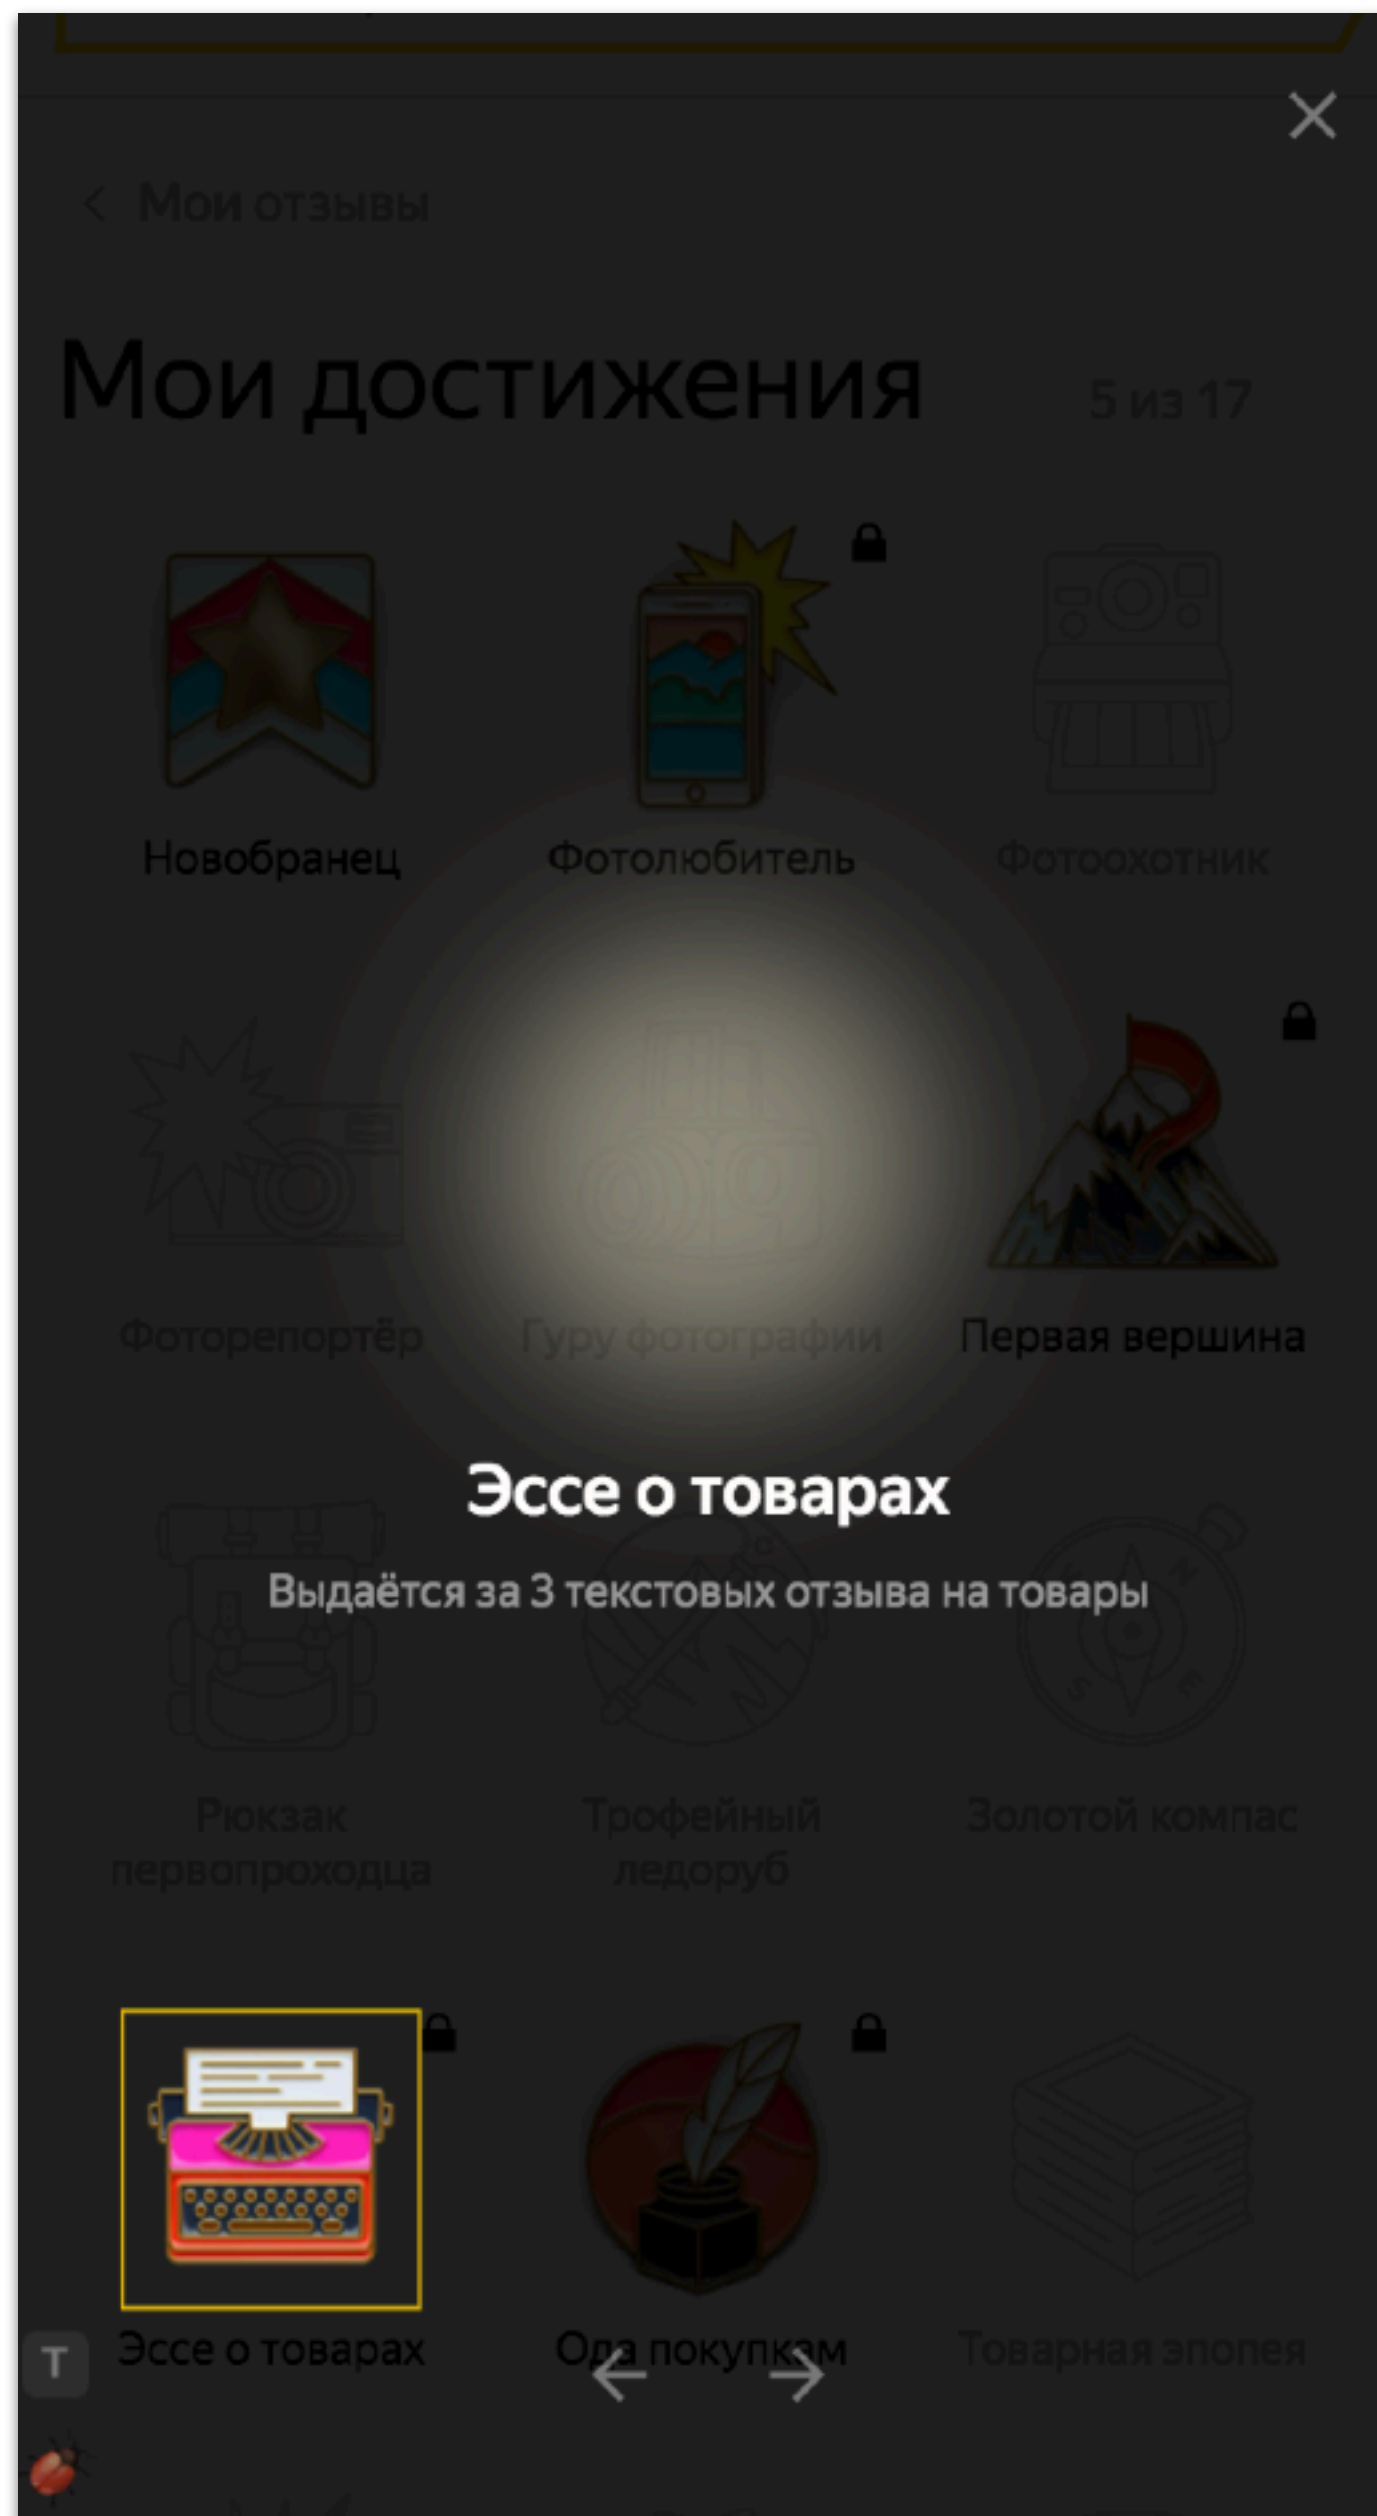 Мои отзывы
Мои достижения
5 из 17
Новобранец
Фотолюбитель
Фотоохотник
Фоторепортёр
Гуру фотографии
Первая вершина
Эссе о товарах
Выдаётся за 3 текстовых отзыва на товары
N
S
E
Рюкзак
первопроходца
Трофейный
ледоруб
Золотой компас
Эссе о товарах
Ода покупкам
Товарная эпопея
T